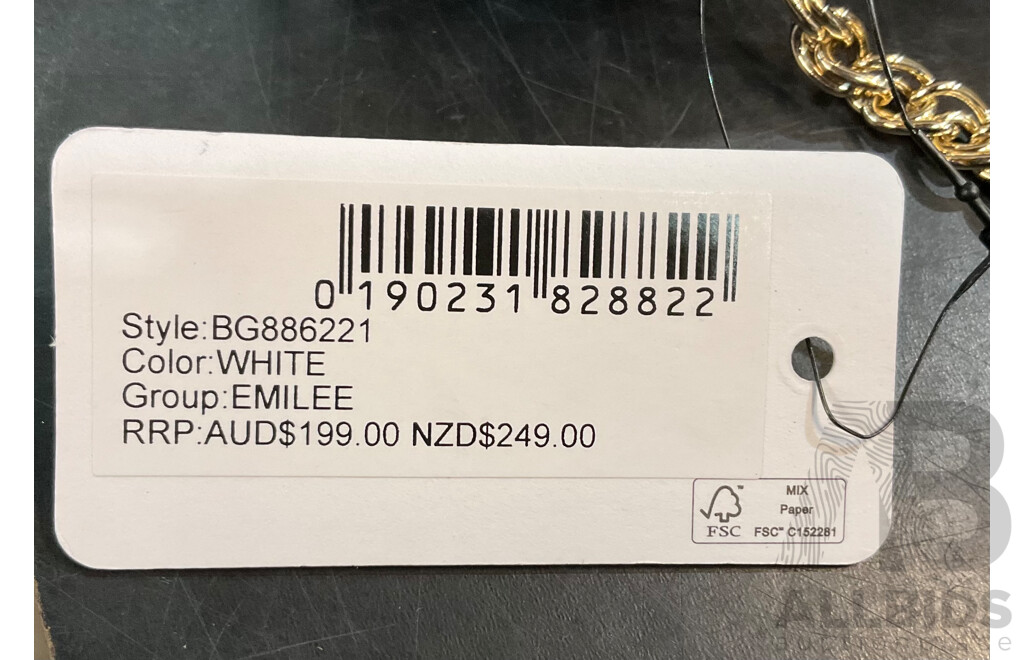 0 190231 828822
Style:BG886221
Color:WHITE
Group:EMILEE
RRP:AUD$199.00 NZD$249.00
MIX
Paper
FSC FSC™ C152281
ALLBIDS